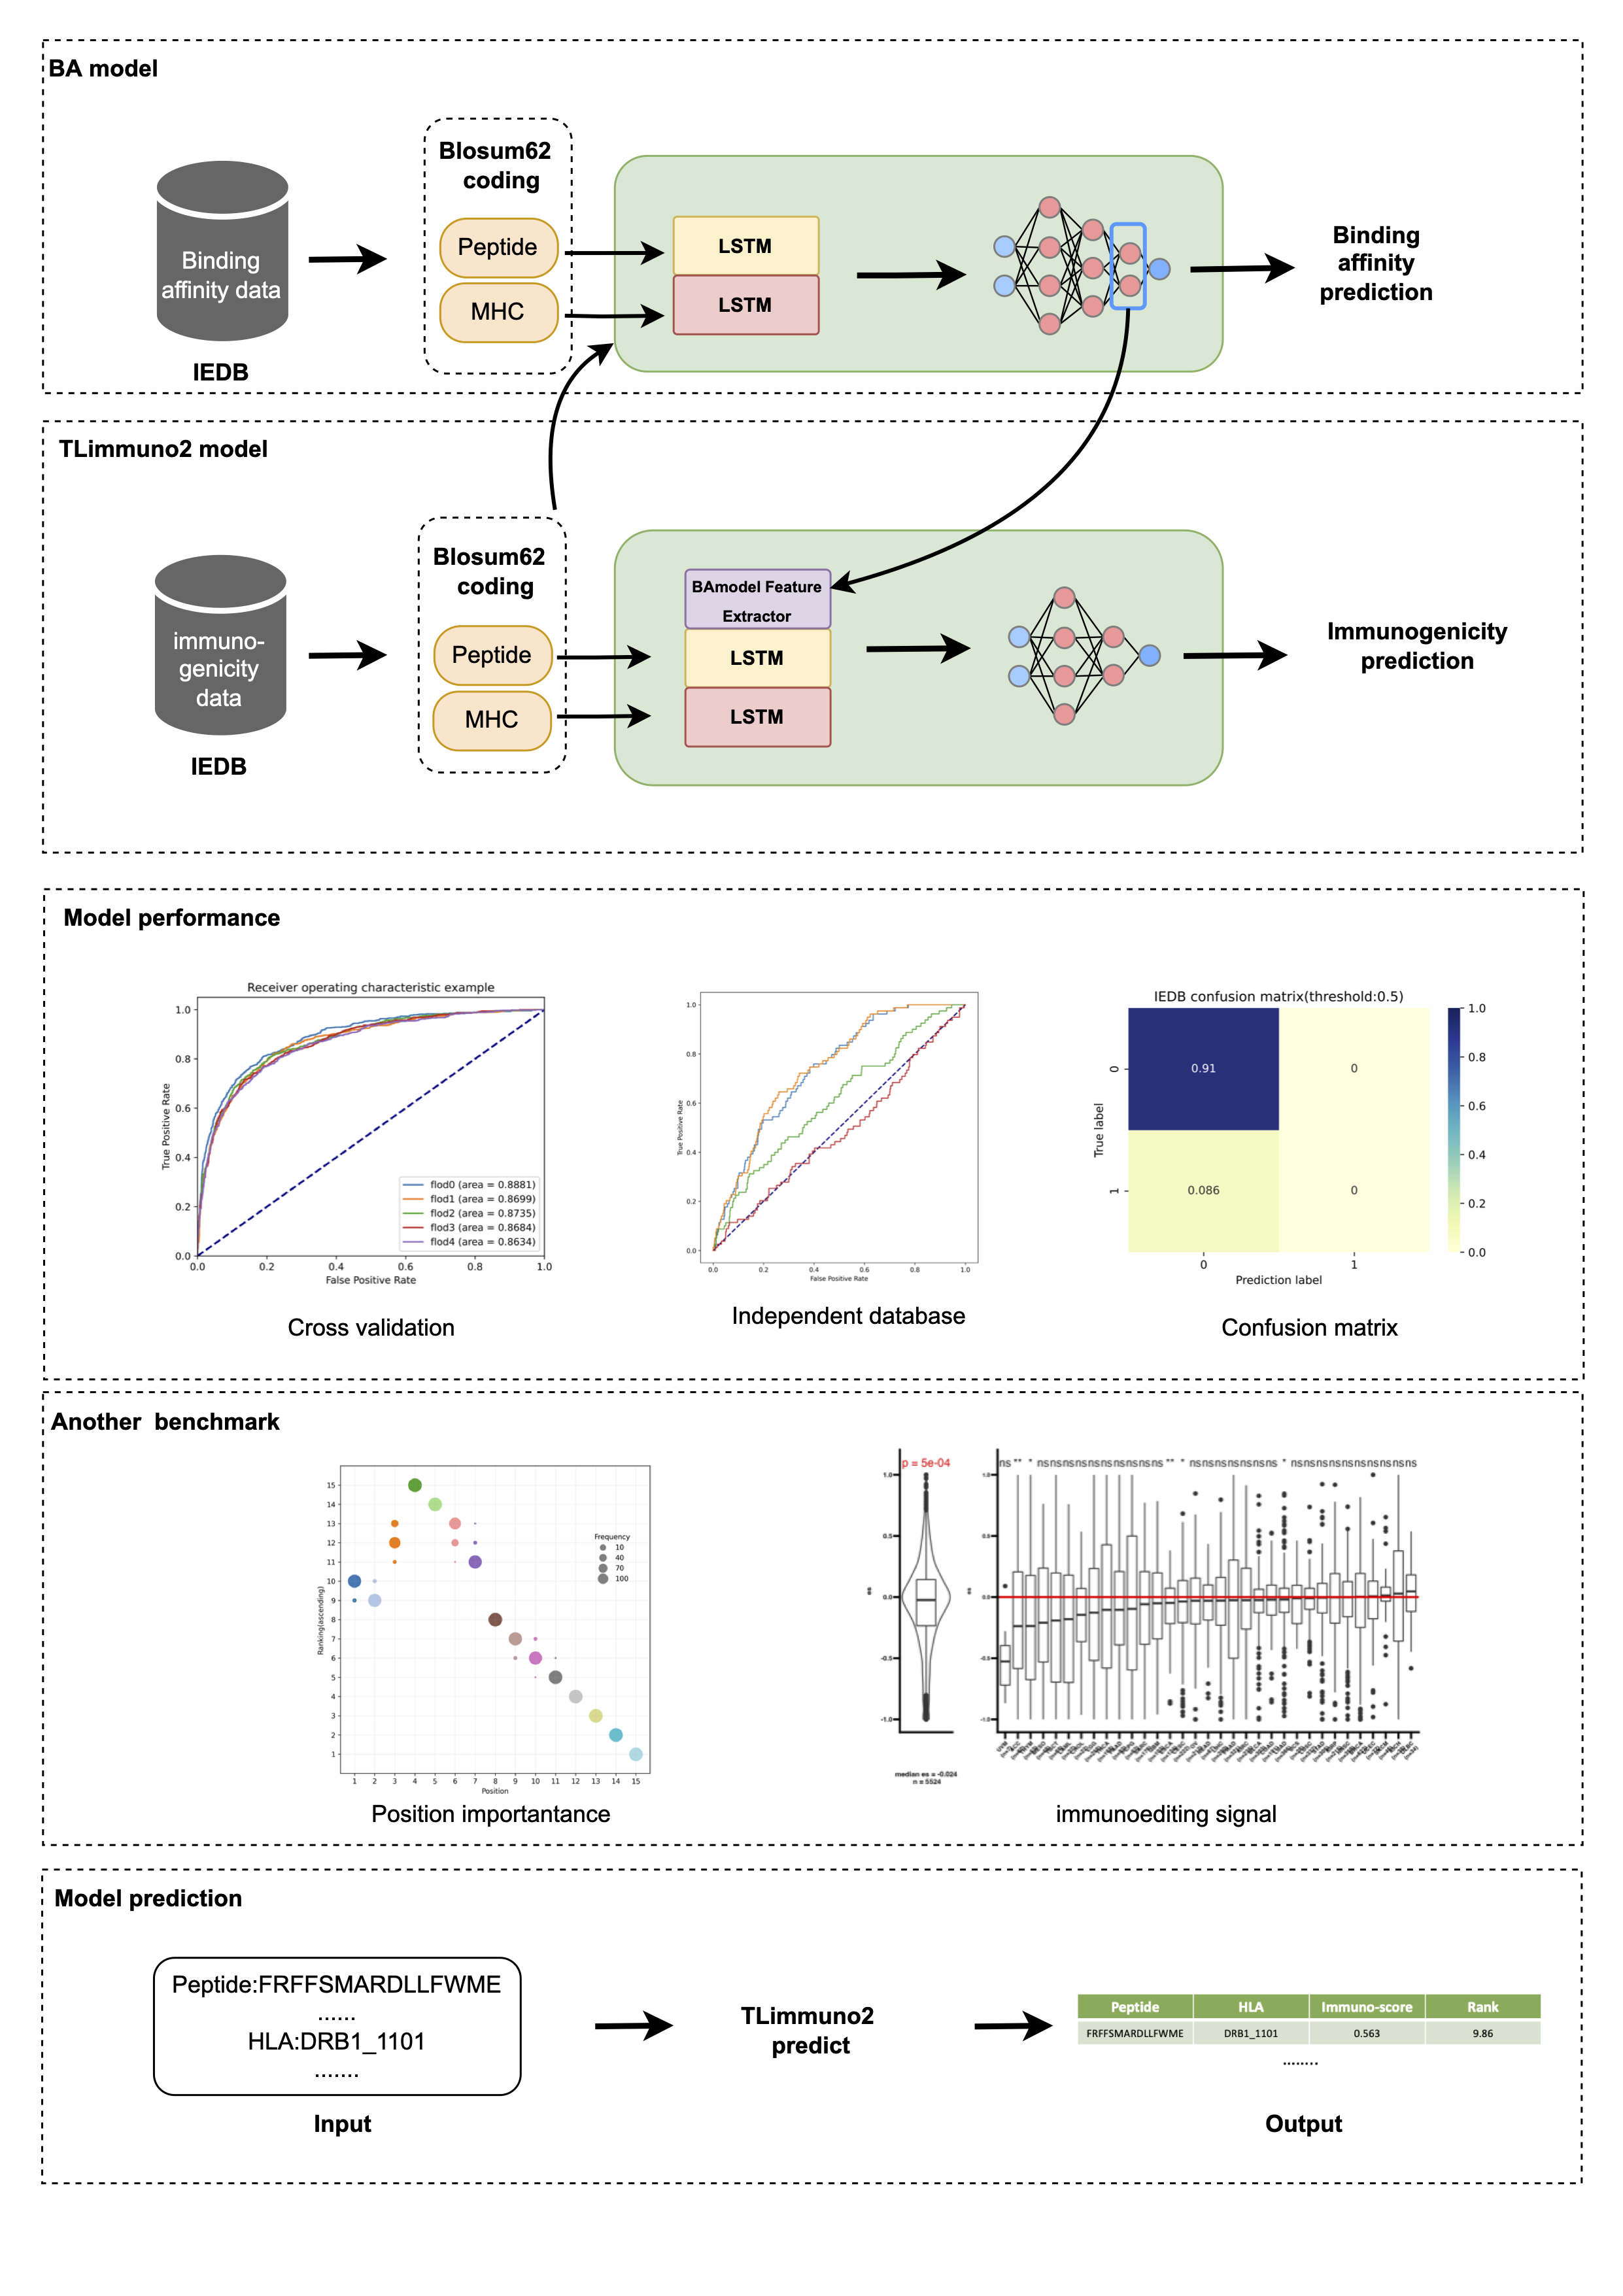 BA model
Blosum62
coding
Peptide
MHC
Binding
affinity data
IEDB
LSTM
LSTM
Binding
affinity
prediction
TLimmuno2 model
Blosum62
coding
Peptide
MHC
immuno-
genicity
data
IEDB
BAmodel Feature
Extractor
LSTM
LSTM
Immunogenicity
prediction
Model performance
Receiver operating characteristic example
True Positive Rate
1.0
0.8
0.6
0.4
0.2
0.0
flod0 (area = 0.8881)
flod1 (area = 0.8699)
flod2 (area = 0.8735)
flod3 (area = 0.8684)
flod4 (area = 0.8634)
0.0 0.2 0.4 0.6 0.8 1.0
False Positive Rate
Cross validation
True Positive Rate
1.0
0.8
0.6
0.4
0.2
0.0
0.0 0.2 0.4 0.6 0.8 1.0
False Positive Rate
Independent database
IEDB confusion matrix(threshold:0.5)
True label
0
1
0.91 0
0.086 0
0 1
Prediction label
1.0
0.8
0.6
0.4
0.2
0.0
Confusion matrix
Another benchmark
Ranking(ascending)
15
14
13
12
11
10
9
8
7
6
5
4
3
2
1
Frequency
10
40
70
100
1 2 3 4 5 6 7 8 9 10 11 12 13 14 15
Position
Position importantance
p = 5e-04
es
1.0
0.5
0.0
-0.5
-1.0
median es = -0.024
n = 5524
es
1.0
0.5
0.0
-0.5
-1.0
immunoediting signal
Model prediction
Peptide:FRFFSMARDLLFWME
......
HLA:DRB1_1101
.......
Input
TLimmuno2
predict
Peptide HLA Immuno-score Rank
FRFFSMARDLLFWME DRB1_1101 0.563 9.86
........
Output